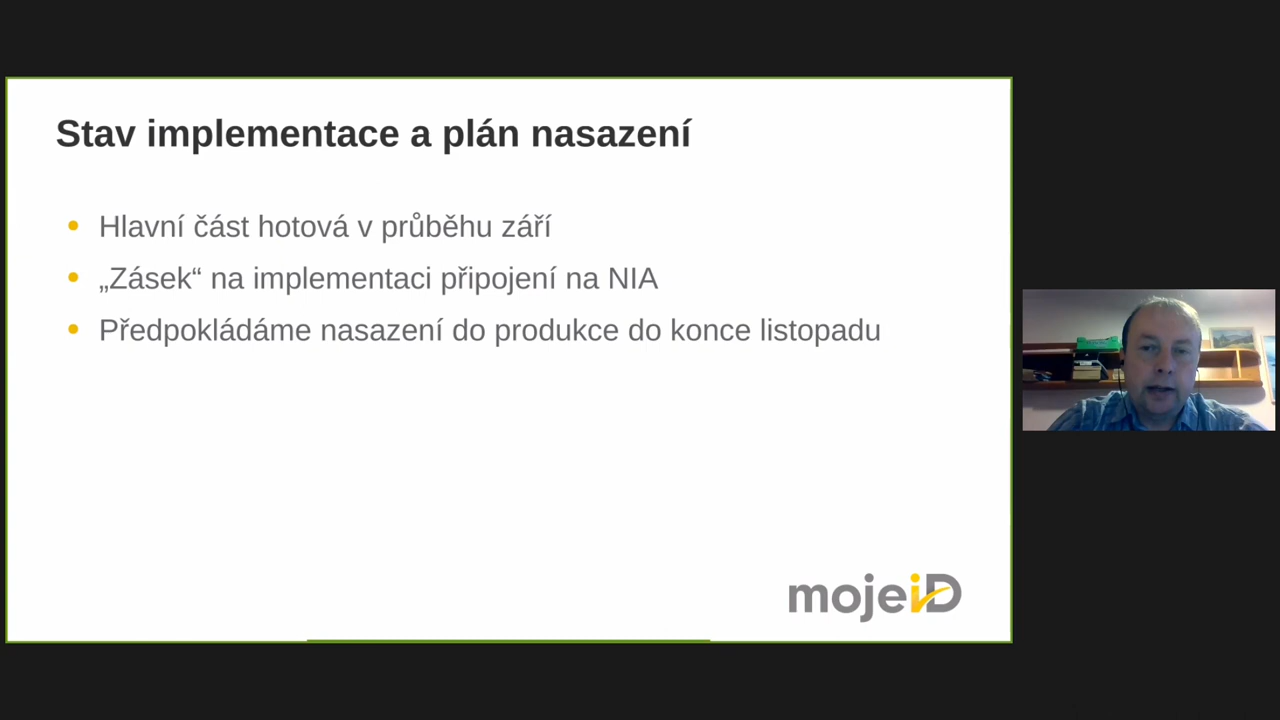 Stav implementace a plán nasazení
Hlavní část hotová v průběhu září
„Zásek“ na implementaci připojení na NIA
Předpokládáme nasazení do produkce do konce listopadu
mojeiD